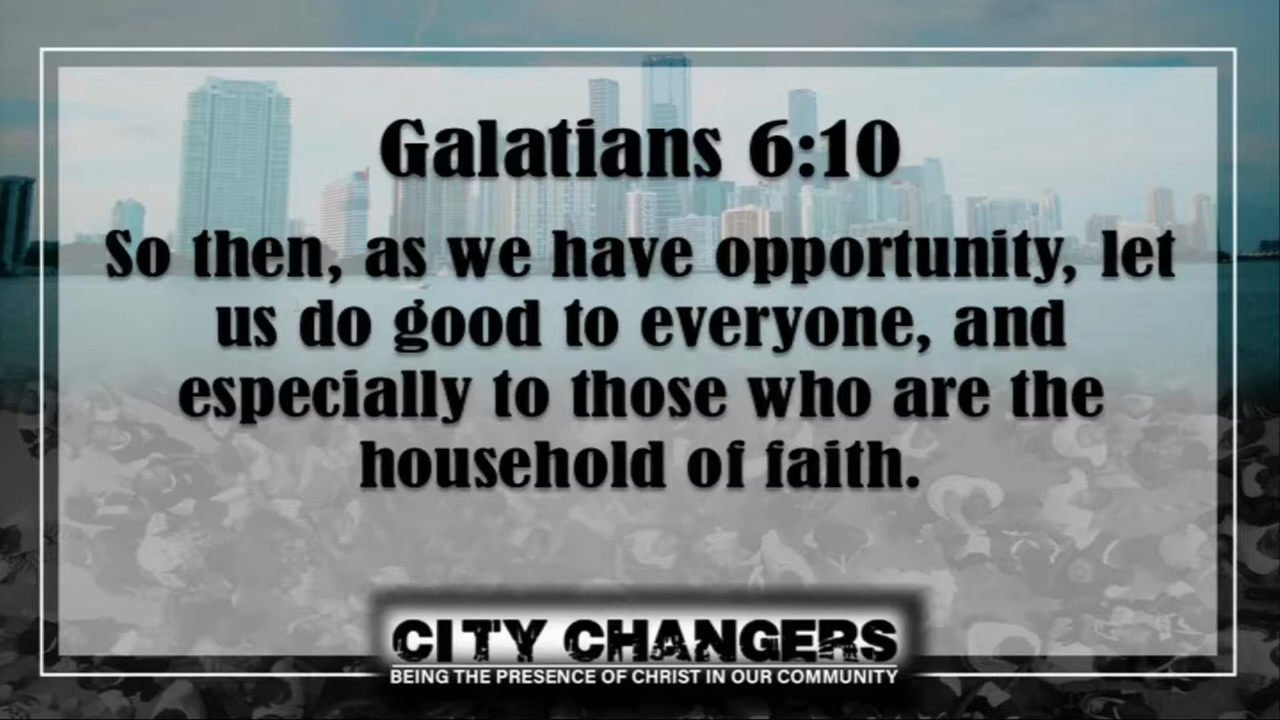 Galatians 6:10
So then, as we have opportunity, let
us do good to everyone, and
especially to those who are the
household of faith.
CITY CHANGERS
BEING THE PRESENCE OF CHRIST IN OUR COMMUNITY